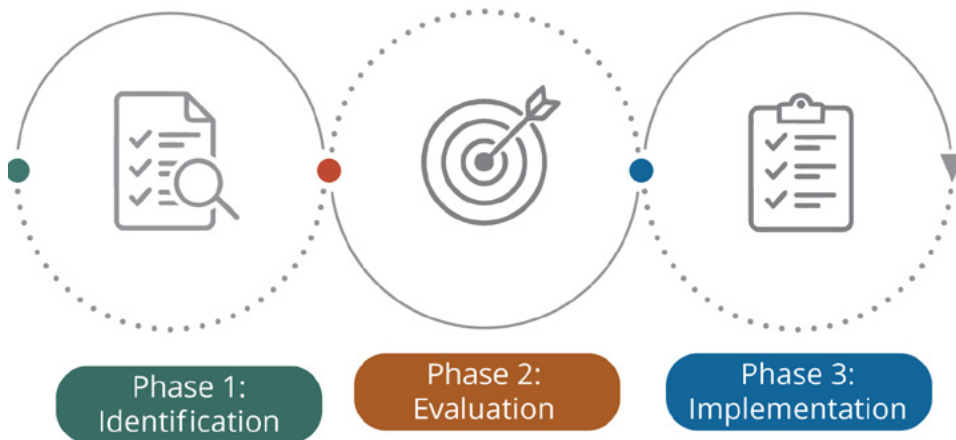 Phase 1:
Identification
Phase 2:
Evaluation
Phase 3:
Implementation